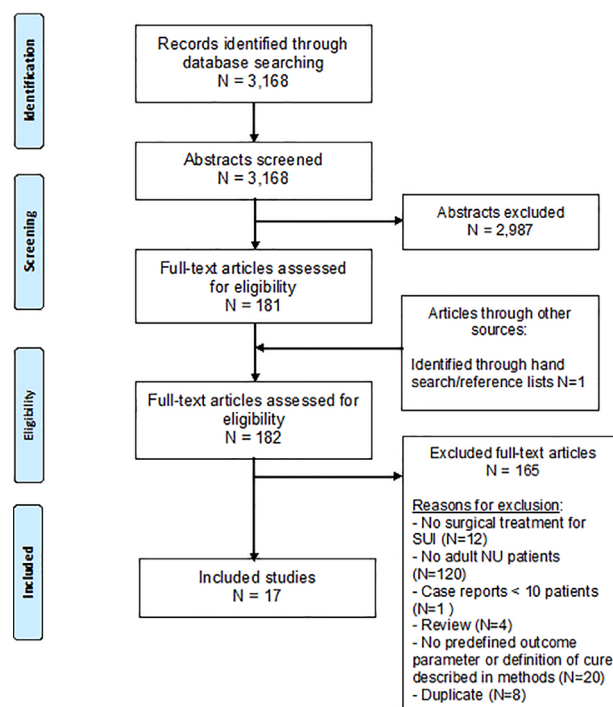 Identification
Records identified through
database searching
N = 3,168
Abstracts screened
N = 3,168
Screening
Abstracts excluded
N = 2,987
Full-text articles assessed
for eligibility
N = 181
Articles through other
sources:
Identified through hand
search/reference lists N=1
Eligibility
Full-text articles assessed for
eligibility
N = 182
Excluded full-text articles
N = 165
Reasons for exclusion:
- No surgical treatment for
SUI (N=12)
- No adult NU patients
(N=120)
- Case reports < 10 patients
(N=1 )
- Review (N=4)
- No predefined outcome
parameter or definition of cure
described in methods (N=20)
- Duplicate (N=8)
Included
Included studies
N = 17